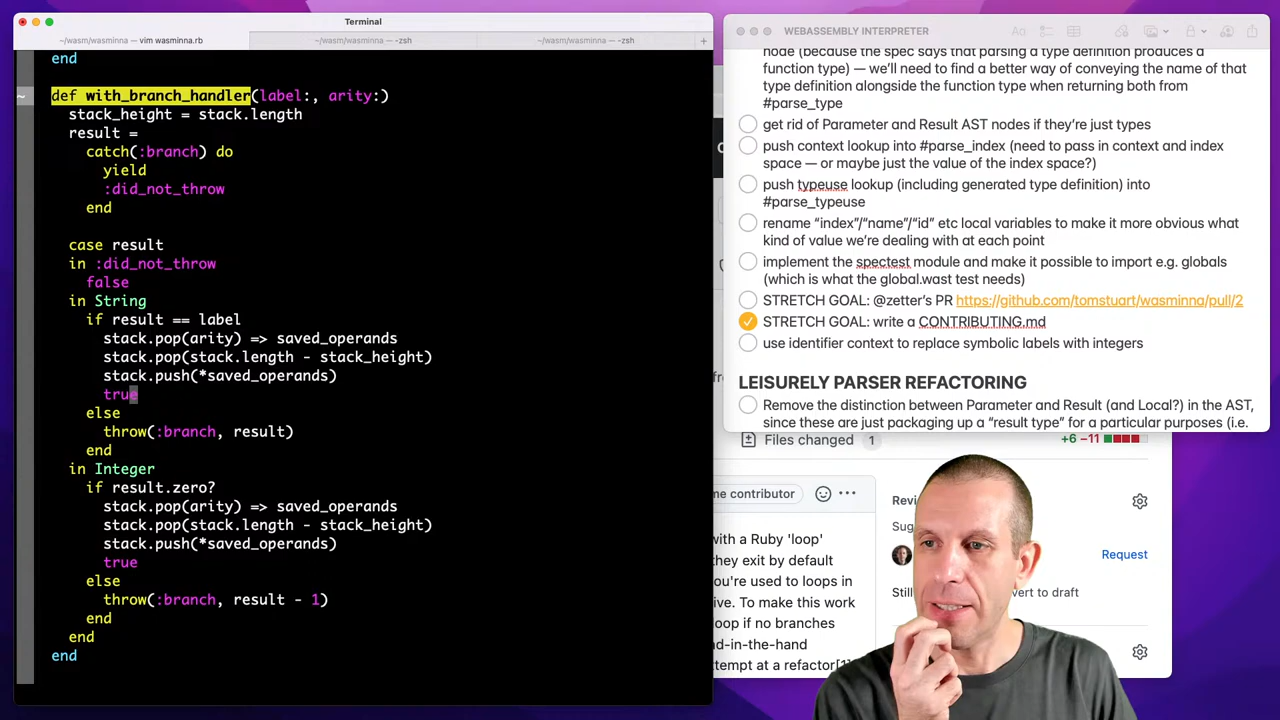 Terminal
~/wasm/wasminna — vim wasminna.rb
~/wasm/wasminna — -zsh
~/wasm/wasminna — -zsh
+
end
~
def with_branch_handler(label:, arity:)
stack_height = stack.length
result =
catch(:branch) do
yield
:did_not_throw
end
case result
in :did_not_throw
false
in String
if result == label
stack.pop(arity) => saved_operands
stack.pop(stack.length - stack_height)
stack.push(*saved_operands)
true
else
throw(:branch, result)
end
in Integer
if result.zero?
stack.pop(arity) => saved_operands
stack.pop(stack.length - stack_height)
stack.push(*saved_operands)
true
else
throw(:branch, result - 1)
end
end
end
WEBASSEMBLY INTERPRETER
Aa
node (because the spec says that parsing a type definition produces a
function type) — we’ll need to find a better way of conveying the name of that
type definition alongside the function type when returning both from
#parse_type
get rid of Parameter and Result AST nodes if they’re just types
push context lookup into #parse_index (need to pass in context and index
space — or maybe just the value of the index space?)
push typeuse lookup (including generated type definition) into
#parse_typeuse
rename “index”/“name”/“id” etc local variables to make it more obvious what
kind of value we’re dealing with at each point
implement the spectest module and make it possible to import e.g. globals
(which is what the global.wast test needs)
STRETCH GOAL: @zetter’s PR https://github.com/tomstuart/wasminna/pull/2
STRETCH GOAL: write a CONTRIBUTING.md
use identifier context to replace symbolic labels with integers
LEISURELY PARSER REFACTORING
Remove the distinction between Parameter and Result (and Local?) in the AST,
since these are just packaging up a “result type” for a particular purposes (i.e.
Files changed 1
+6 −11
me contributor
with a Ruby 'loop'
they exit by default
you're used to loops in
ive. To make this work
oop if no branches
nd-in-the-hand
attempt at a refactor[1]
Revi
Sug
Request
Still
vert to draft